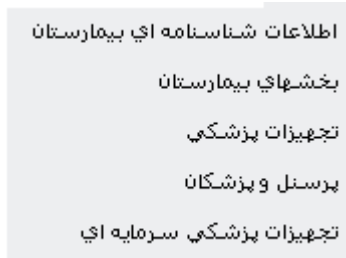 اطلاعات شناسنامه اي بيمارستان
بخشهاي بيمارستان
تجهيزات پزشكي
پرسنل و پزشكان
تجهيزات پزشكي سرمايه اي